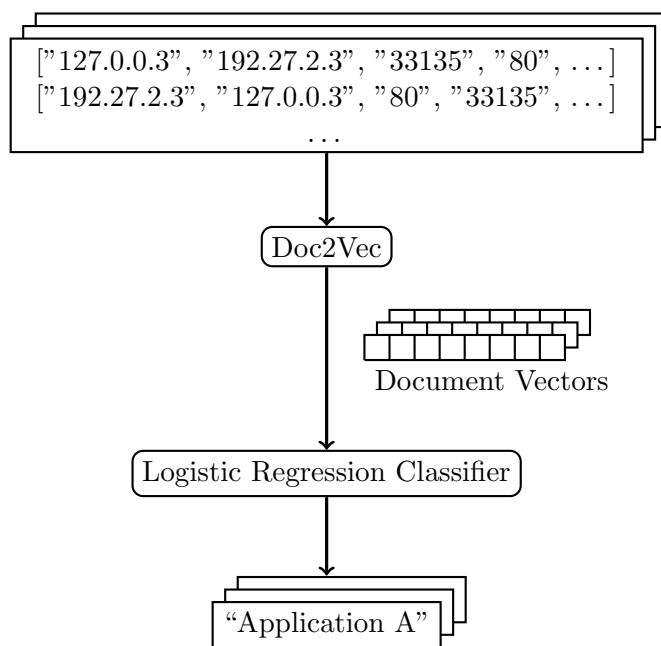 [”127.0.0.3”, ”192.27.2.3”, ”33135”, ”80”, ...]
[”192.27.2.3”, ”127.0.0.3”, ”80”, ”33135”, ...]
...
Doc2Vec
Document Vectors
Logistic Regression Classifier
“Application A”